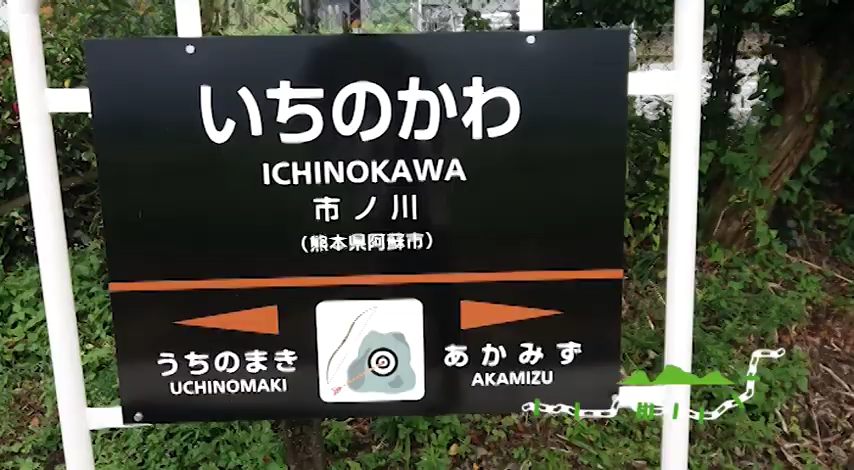 いちのかわ
ICHINOKAWA
市ノ川
(熊本県阿蘇市)
うちのまき
UCHINOMAKI
あかみず
AKAMIZU